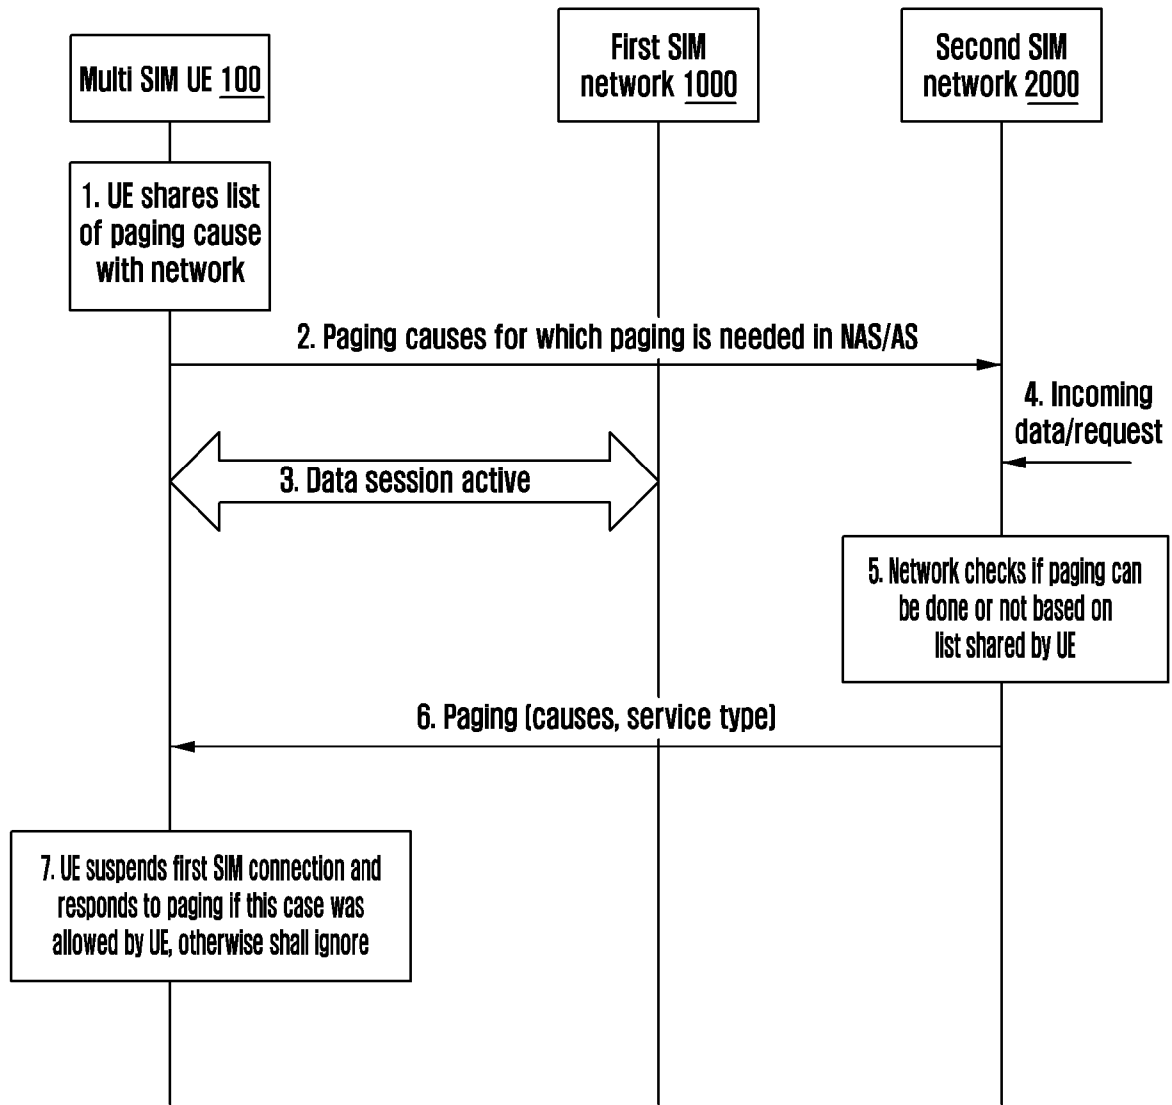 Multi SIM UE 100
First SIM
network 1000
Second SIM
network 2000
1. UE shares list
of paging cause
with network
2. Paging causes for which paging is needed in NAS/AS
4. Incoming
data/request
3. Data session active
5. Network checks if paging can
be done or not based on
list shared by UE
6. Paging (causes, service type)
7. UE suspends first SIM connection and
responds to paging if this case was
allowed by UE, otherwise shall ignore